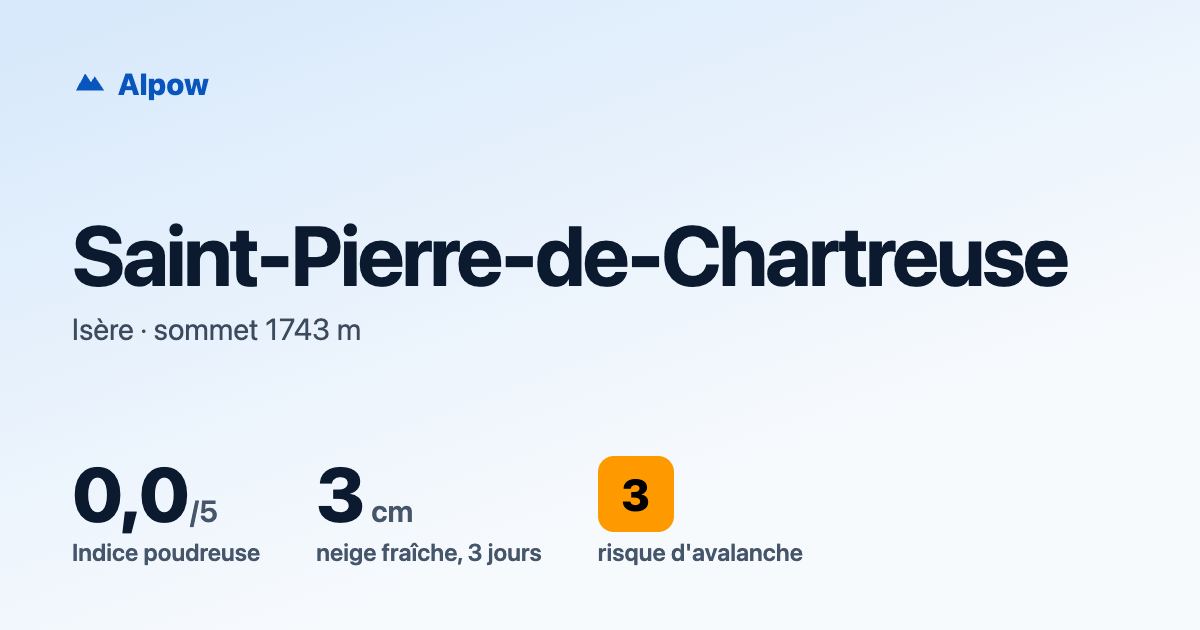 Alpow
Saint-Pierre-de-Chartreuse
Isère · sommet 1743 m
0,0/5
Indice poudreuse
3 cm
neige fraîche, 3 jours
3
risque d'avalanche